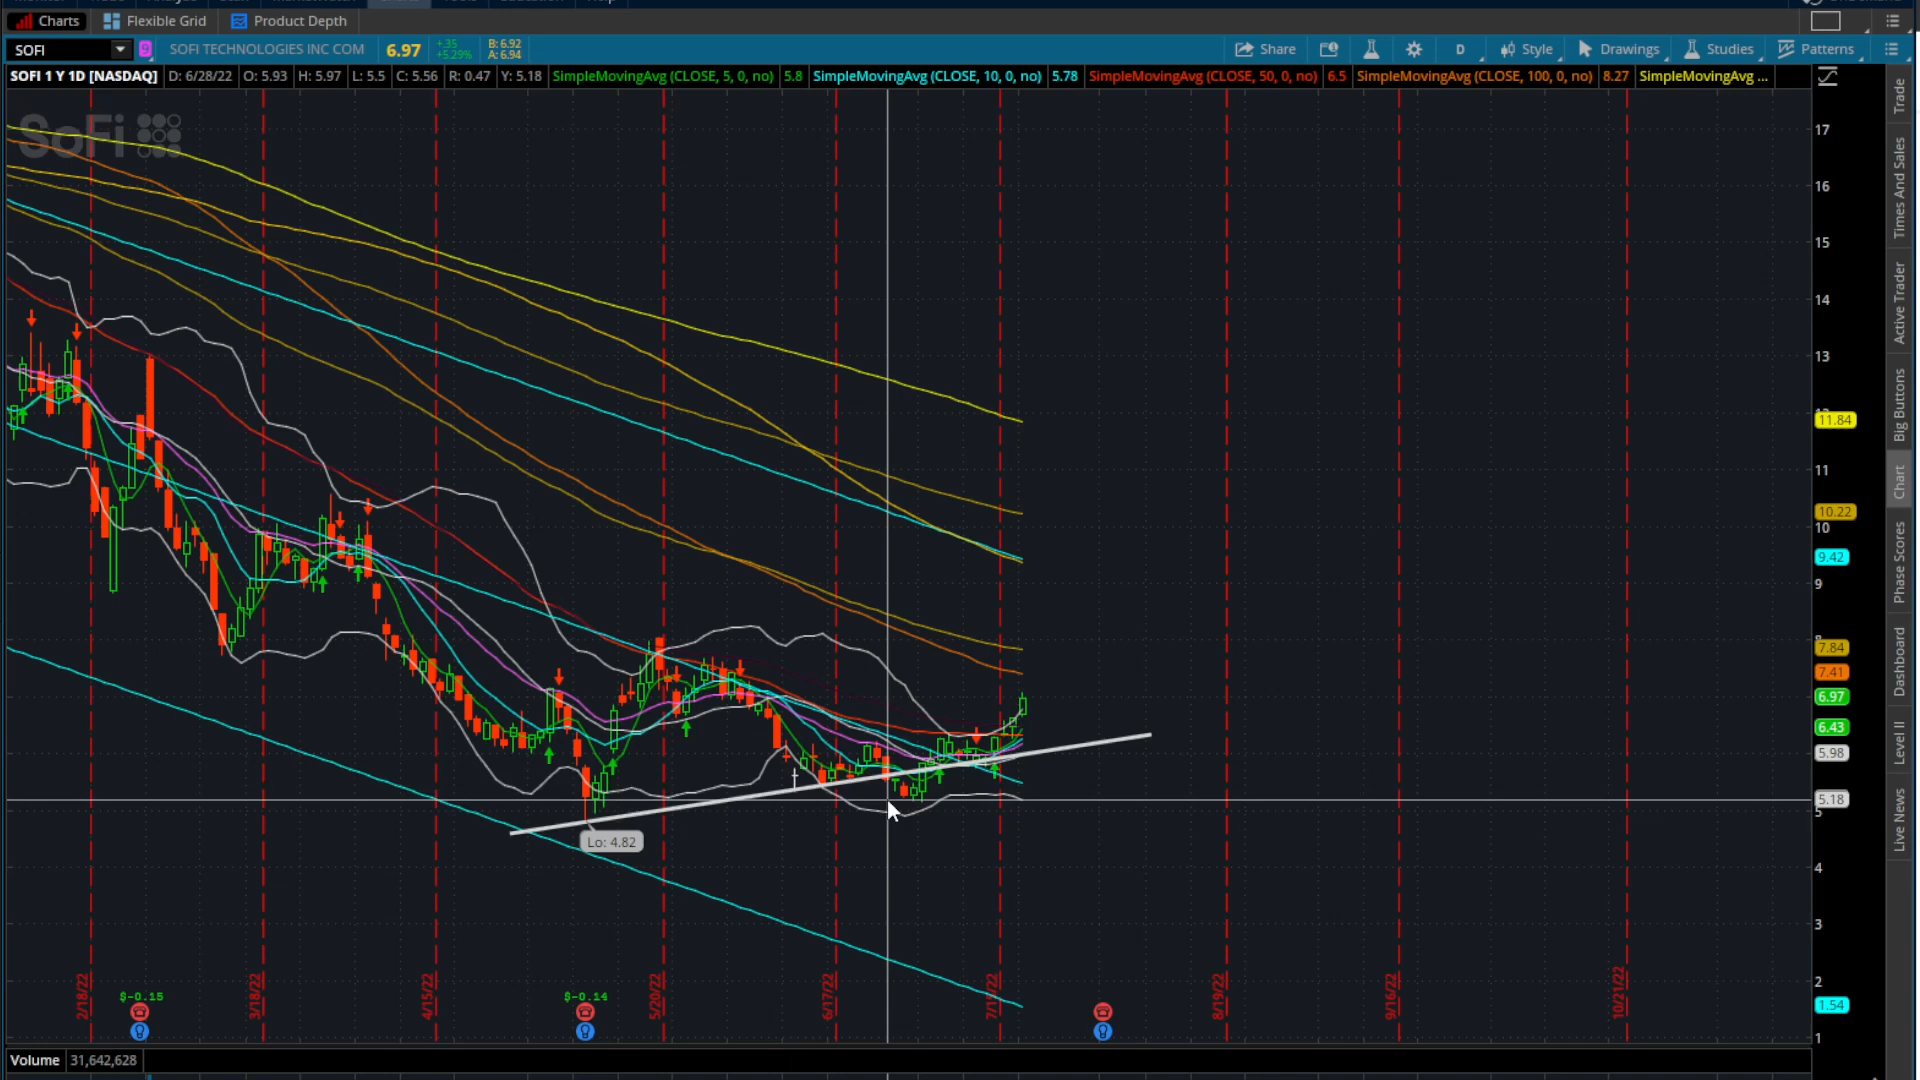 Charts Flexible Grid Product Depth
SOFI 9 SOFI TECHNOLOGIES INC COM 6.97 +.35 +5.29% B: 6.92 A: 6.94 Share D Style Drawings Studies Patterns
SOFI 1 Y 1D [NASDAQ] D: 6/28/22 O: 5.93 H: 5.97 L: 5.5 C: 5.56 R: 0.47 Y: 5.18 SimpleMovingAvg (CLOSE, 5, 0, no) 5.8 SimpleMovingAvg (CLOSE, 10, 0, no) 5.78 SimpleMovingAvg (CLOSE, 50, 0, no) 6.5 SimpleMovingAvg (CLOSE, 100, 0, no) 8.27 SimpleMovingAvg ...
SoFi
17
16
15
14
13
11.84
11
10.22
10
9.42
9
7.84
7.41
6.97
6.43
5.98
5.18
5
4
3
2
1.54
1
Lo: 4.82
$-0.15
$-0.14
2/18/22
3/18/22
4/15/22
5/20/22
6/17/22
8/19/22
9/16/22
10/21/22
Trade
Times And Sales
Active Trader
Big Buttons
Chart
Phase Scores
Dashboard
Level II
Live News
Volume 31,642,628